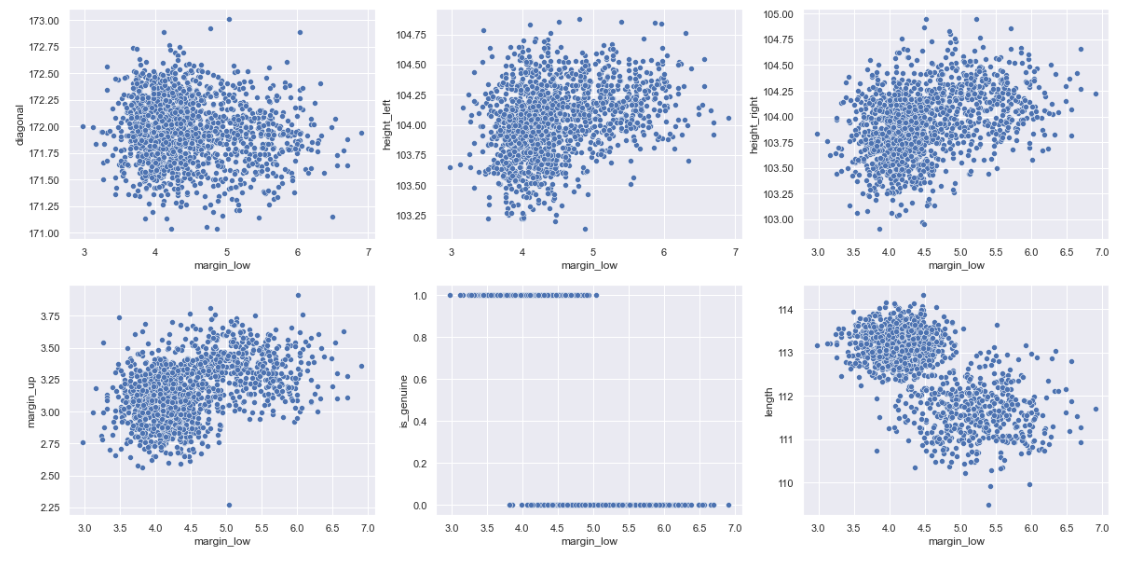 diagonal
173.00
172.75
172.50
172.25
172.00
171.75
171.50
171.25
171.00
3 4 5 6 7
margin_low
height_left
104.75
104.50
104.25
104.00
103.75
103.50
103.25
3 4 5 6 7
margin_low
height_right
105.00
104.75
104.50
104.25
104.00
103.75
103.50
103.25
103.00
3.0 3.5 4.0 4.5 5.0 5.5 6.0 6.5 7.0
margin_low
margin_up
3.75
3.50
3.25
3.00
2.75
2.50
2.25
3.0 3.5 4.0 4.5 5.0 5.5 6.0 6.5 7.0
margin_low
is_genuine
1.0
0.8
0.6
0.4
0.2
0.0
3.0 3.5 4.0 4.5 5.0 5.5 6.0 6.5 7.0
margin_low
length
114
113
112
111
110
3.0 3.5 4.0 4.5 5.0 5.5 6.0 6.5 7.0
margin_low